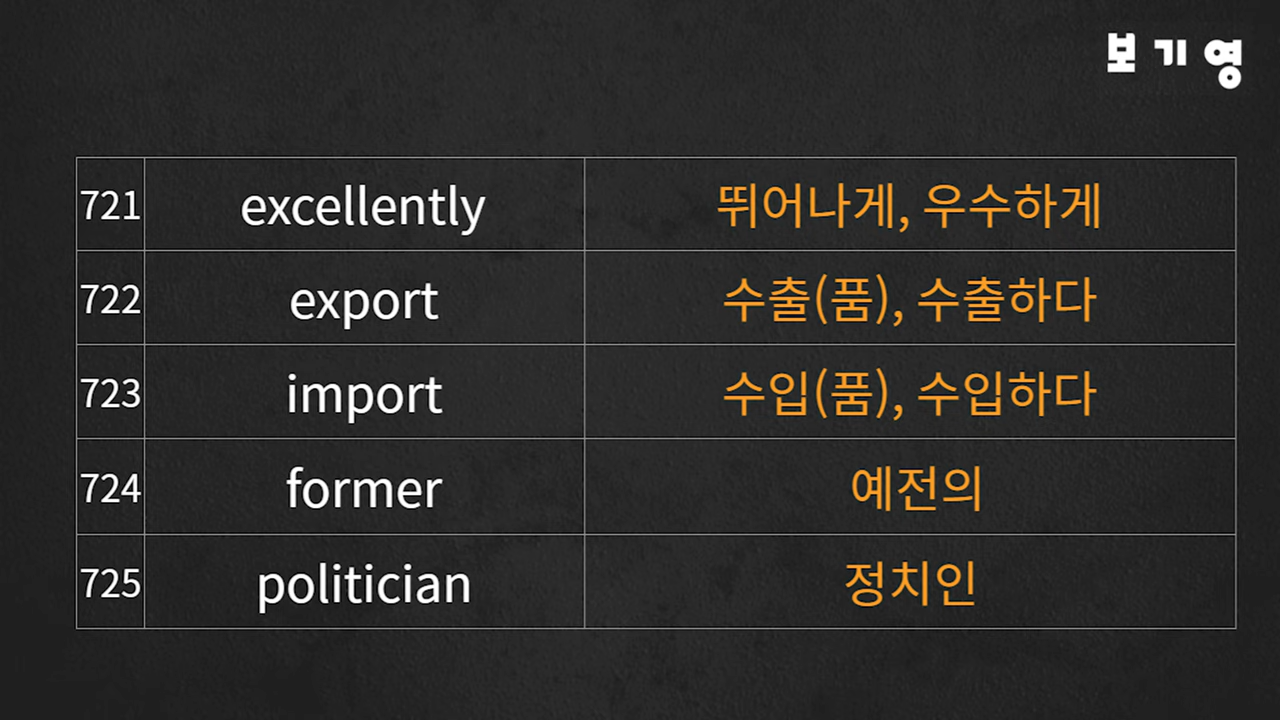 보기영
721 excellently 뛰어나게, 우수하게
722 export 수출(품), 수출하다
723 import 수입(품), 수입하다
724 former 예전의
725 politician 정치인